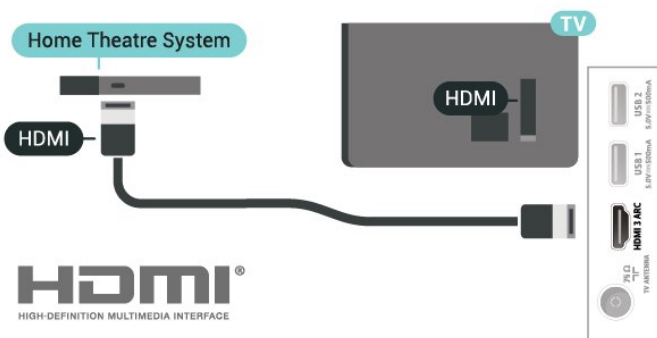 Home Theatre System
TV
HDMI
HDMI
USB 2
5.0V⎓500mA
USB 1
5.0V⎓500mA
HDMI 3 ARC
75 Ω
TV ANTENNA
HDMI®
HIGH-DEFINITION MULTIMEDIA INTERFACE